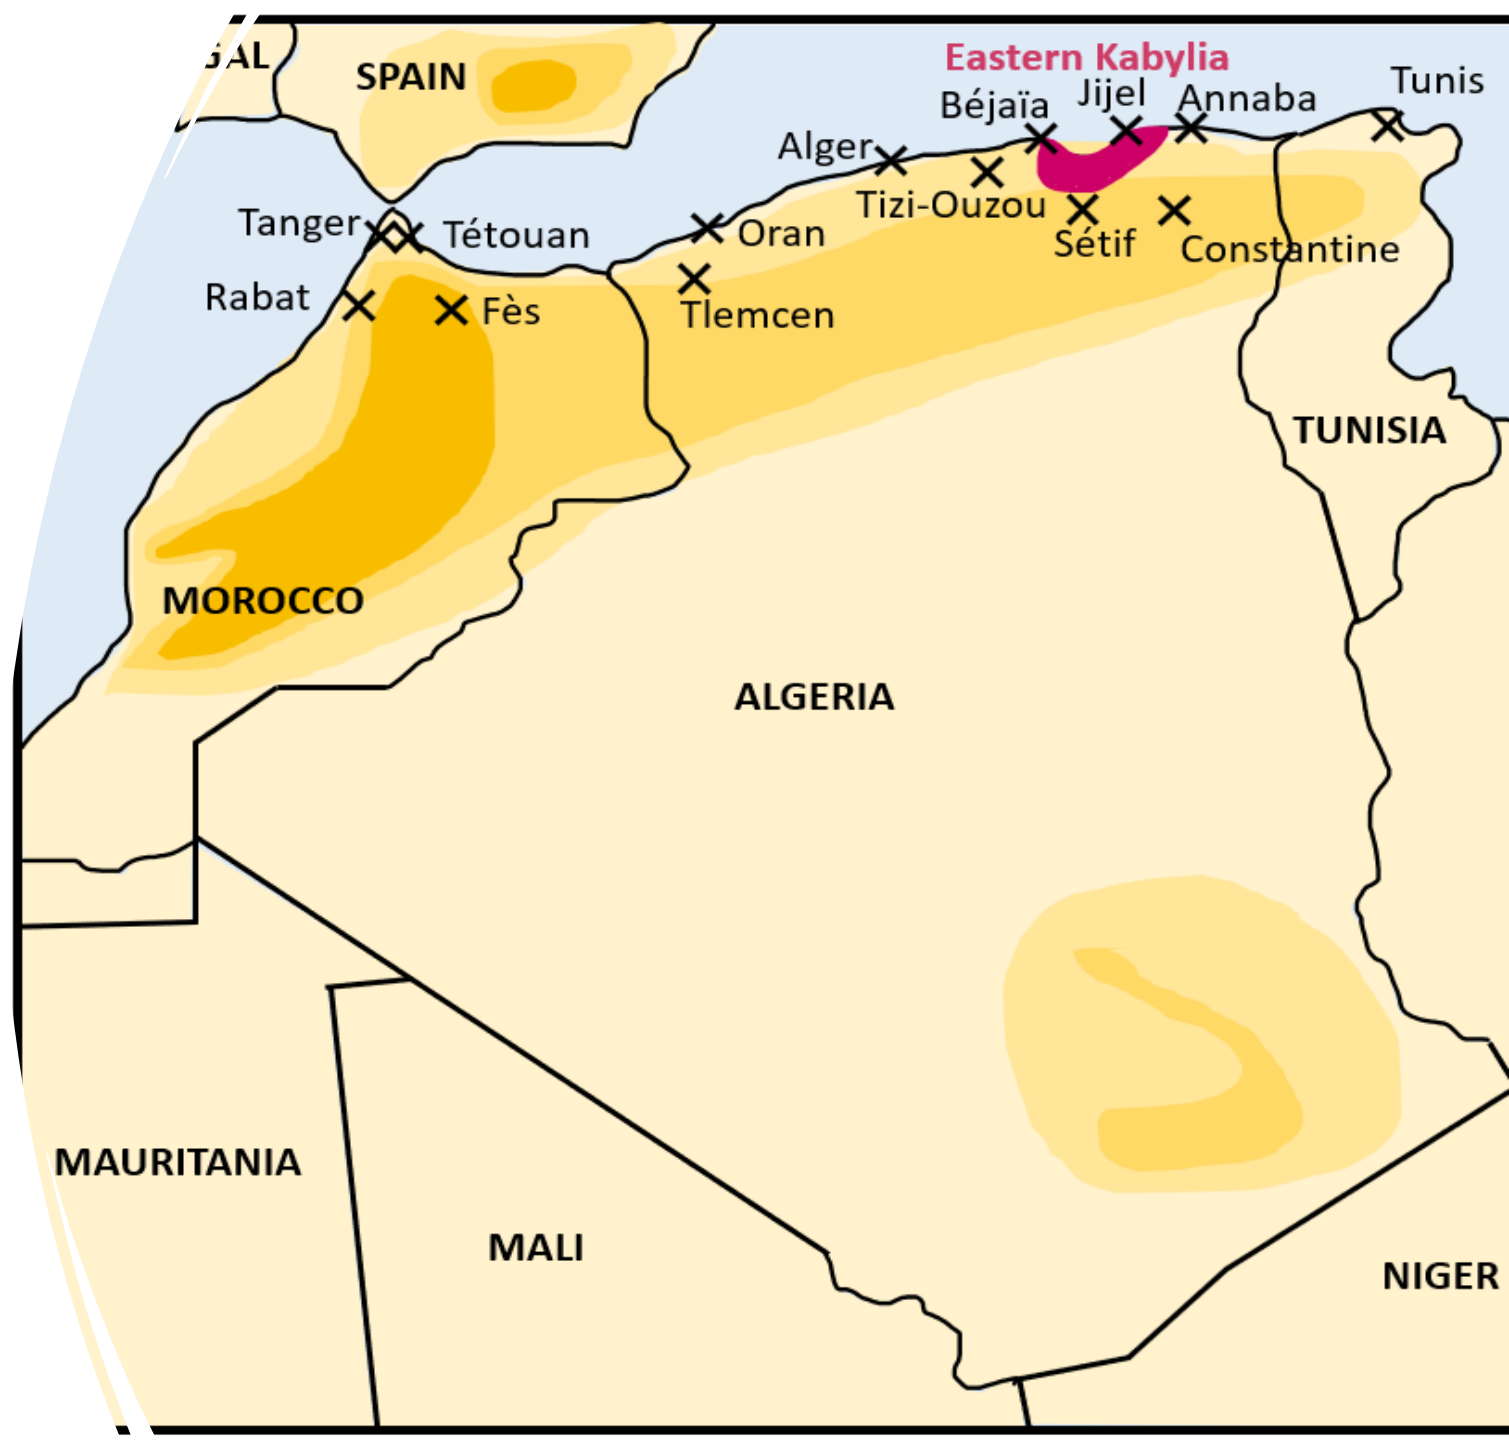 GAL
SPAIN
Eastern Kabylia
Béjaïa
Jijel
Annaba
Tunis
Alger
Tizi-Ouzou
Sétif
Constantine
Tanger
Tétouan
Oran
Rabat
Fès
Tlemcen
TUNISIA
MOROCCO
ALGERIA
MAURITANIA
MALI
NIGER